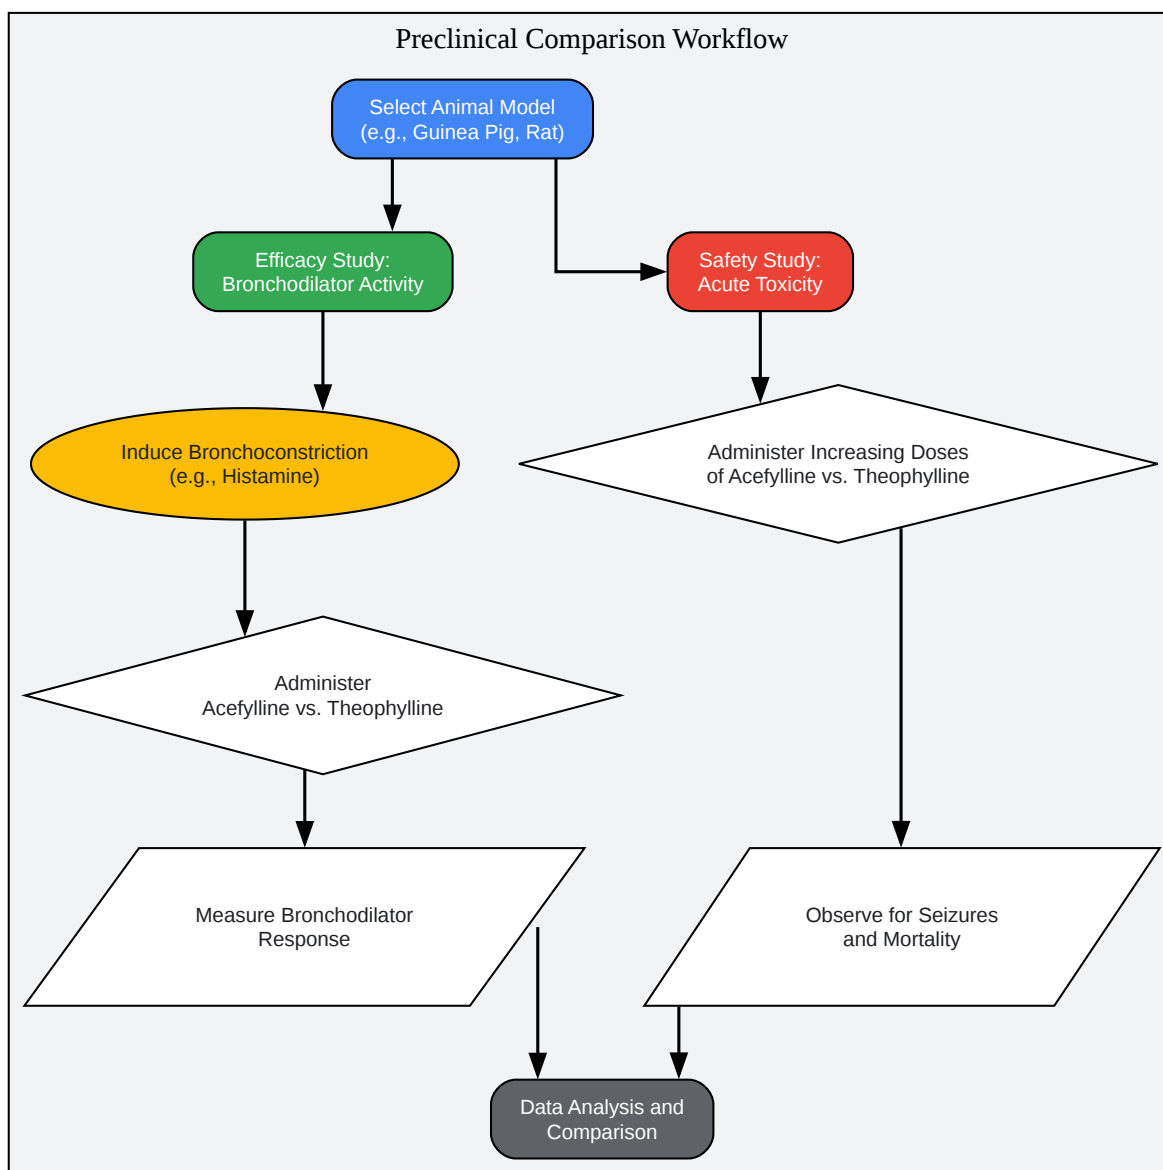 Preclinical Comparison Workflow
Select Animal Model
(e.g., Guinea Pig, Rat)
Efficacy Study:
Bronchodilator Activity
Safety Study:
Acute Toxicity
Induce Bronchoconstriction
(e.g., Histamine)
Administer Increasing Doses
of Acefylline vs. Theophylline
Administer
Acefylline vs. Theophylline
Measure Bronchodilator
Response
Observe for Seizures
and Mortality
Data Analysis and
Comparison